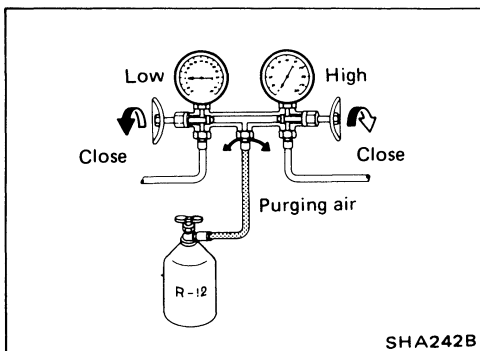 Low
High
Close
Close
Purging air
R-12
SHA242B